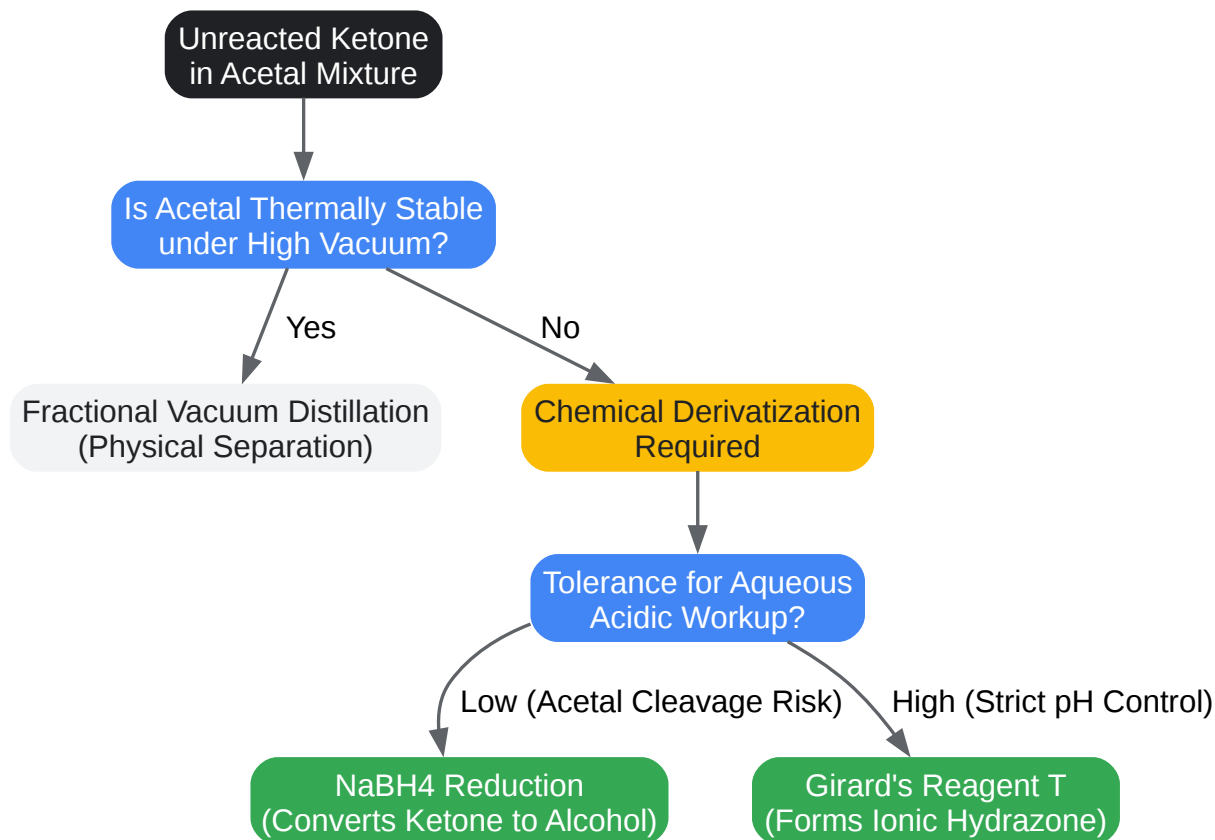 Unreacted Ketone
in Acetal Mixture
Is Acetal Thermally Stable
under High Vacuum?
Yes
No
Fractional Vacuum Distillation
(Physical Separation)
Chemical Derivatization
Required
Tolerance for Aqueous
Acidic Workup?
Low (Acetal Cleavage Risk)
High (Strict pH Control)
NaBH4 Reduction
(Converts Ketone to Alcohol)
Girard's Reagent T
(Forms Ionic Hydrazone)